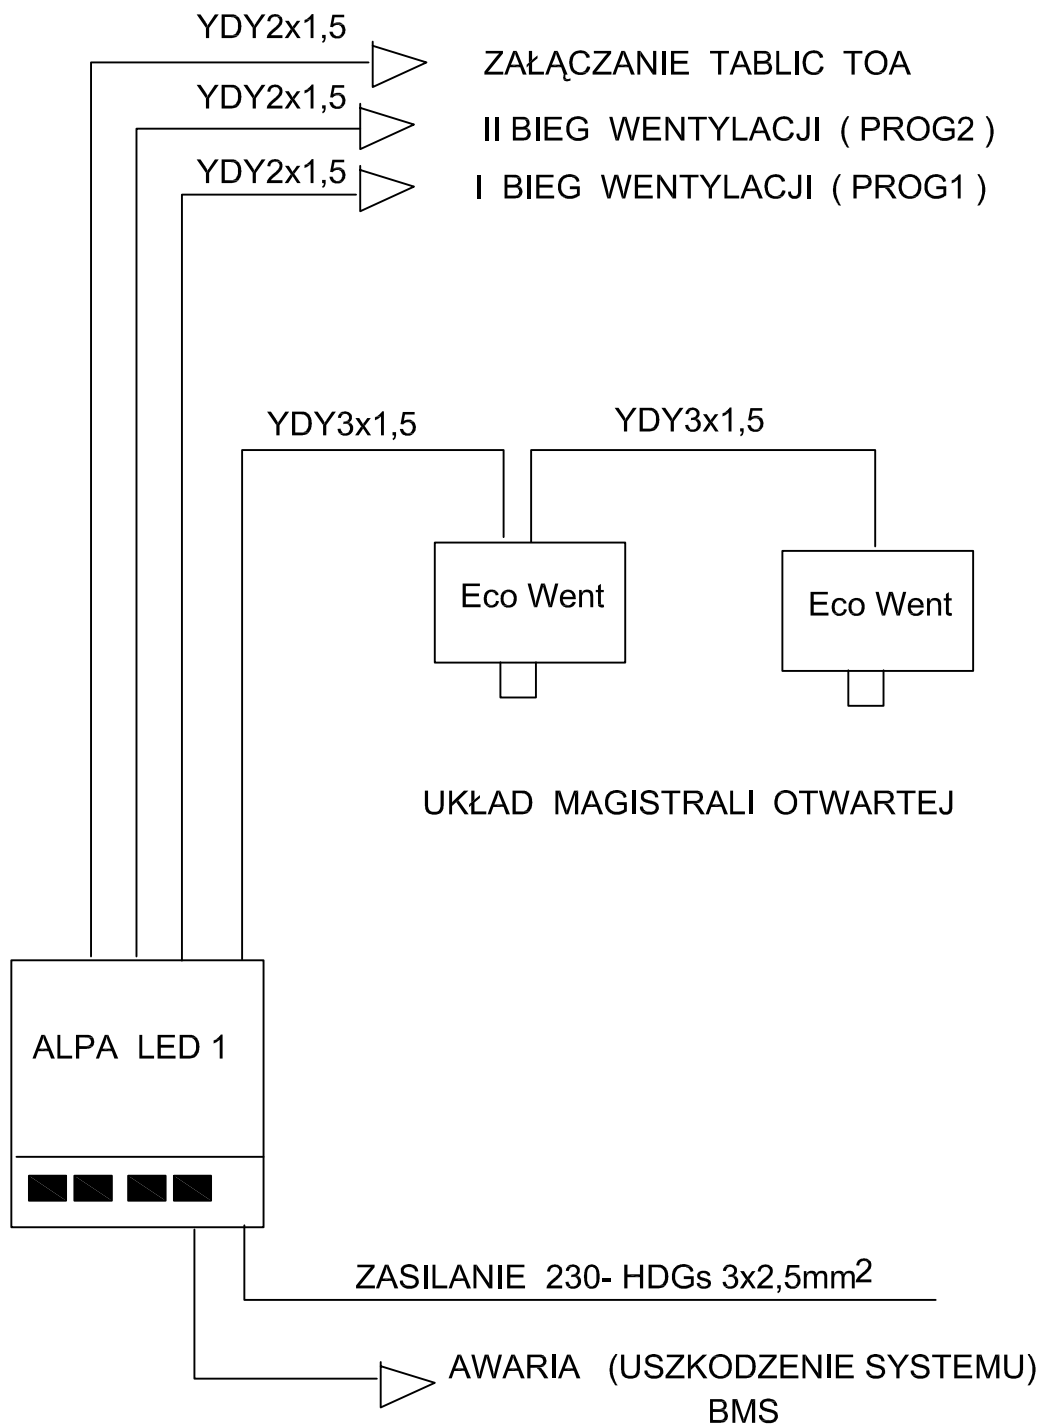 YDY2x1,5
ZAŁĄCZANIE TABLIC TOA
YDY2x1,5
II BIEG WENTYLACJI ( PROG2 )
YDY2x1,5
I BIEG WENTYLACJI ( PROG1 )
YDY3x1,5
YDY3x1,5
Eco Went
Eco Went
UKŁAD MAGISTRALI OTWARTEJ
ALPA LED 1
ZASILANIE 230- HDGs 3x2,5mm2
AWARIA (USZKODZENIE SYSTEMU)
BMS